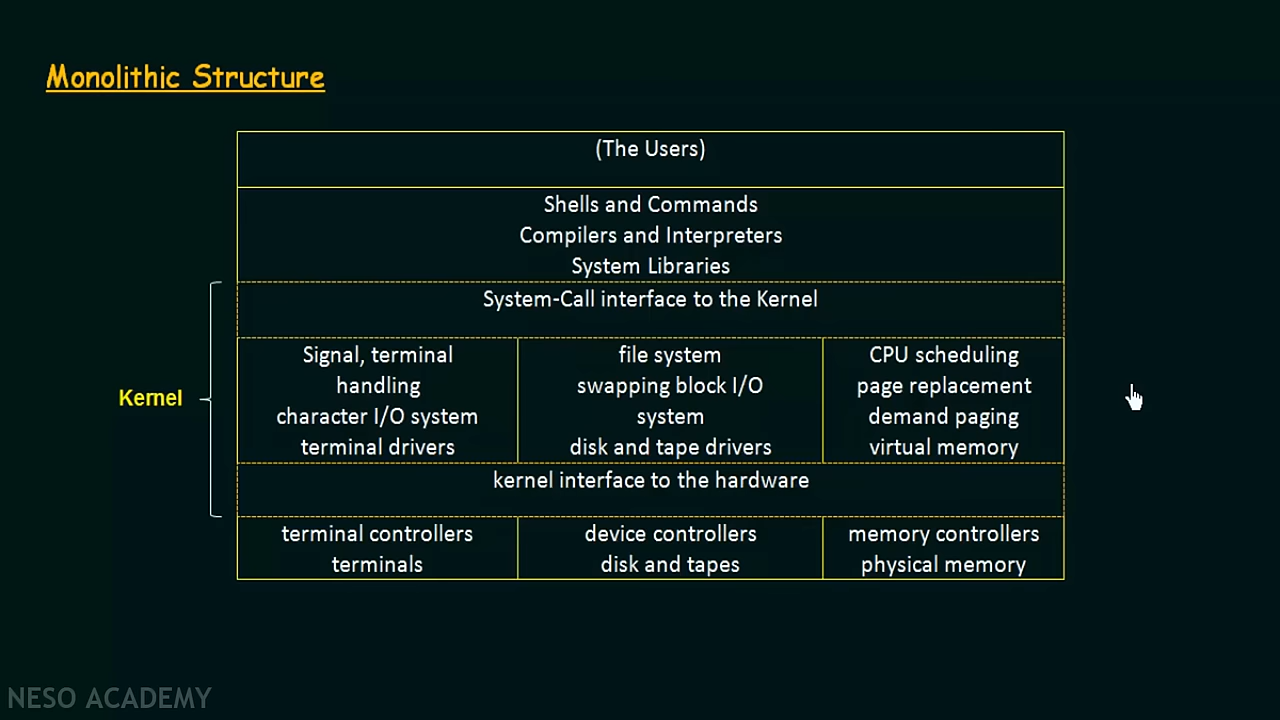 Monolithic Structure
(The Users)
Shells and Commands
Compilers and Interpreters
System Libraries
System-Call interface to the Kernel
Kernel
Signal, terminal
handling
character I/O system
terminal drivers
file system
swapping block I/O
system
disk and tape drivers
CPU scheduling
page replacement
demand paging
virtual memory
kernel interface to the hardware
terminal controllers
terminals
device controllers
disk and tapes
memory controllers
physical memory
NESO ACADEMY